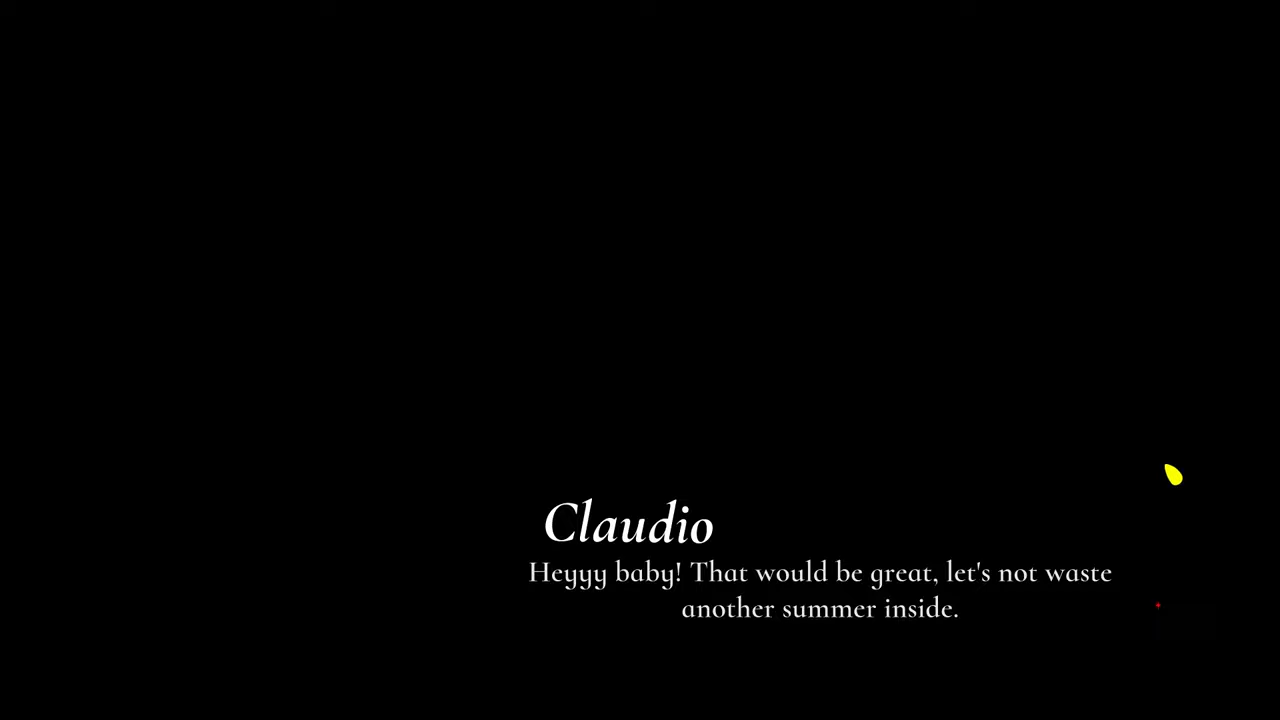 Claudio
Heyyy baby! That would be great, let's not waste
another summer inside.